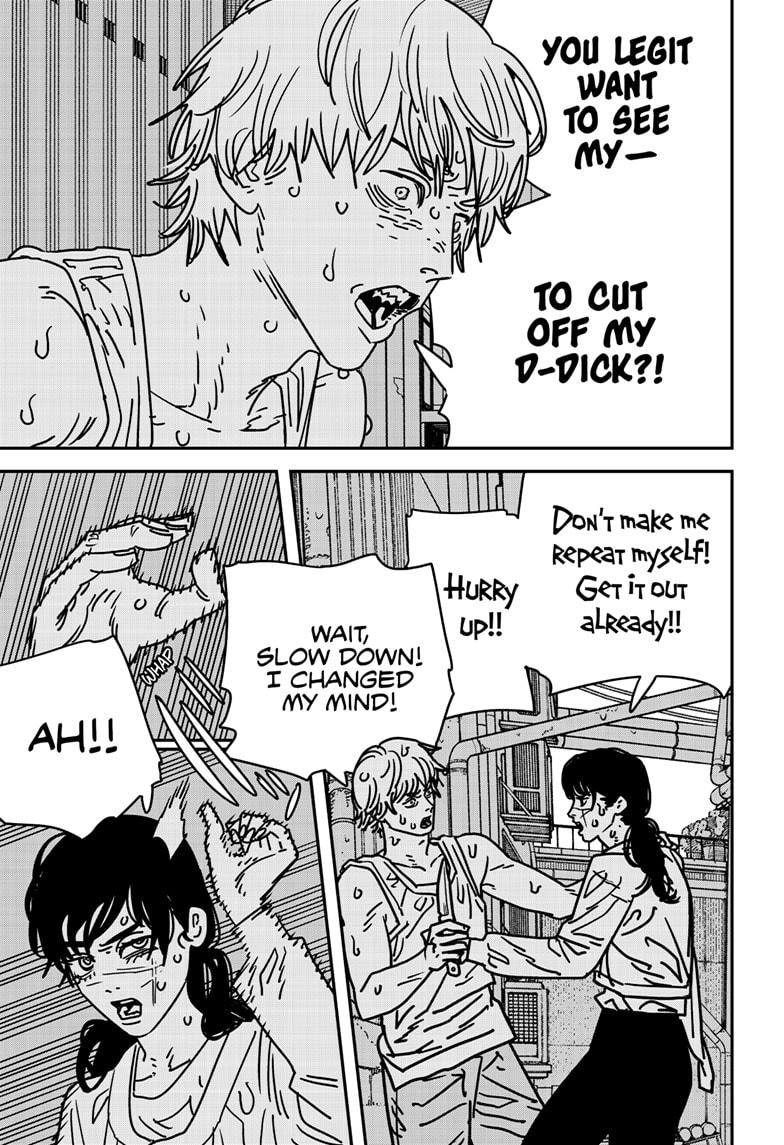 YOU LEGIT
WANT
TO SEE
MY—
TO CUT
OFF MY
D-DICK?!
DON'T MAKE ME
REPEAT MYSELF!
GET IT OUT
ALREADY!!
HURRY
UP!!
WAIT,
SLOW DOWN!
I CHANGED
MY MIND!
WHAP
AH!!